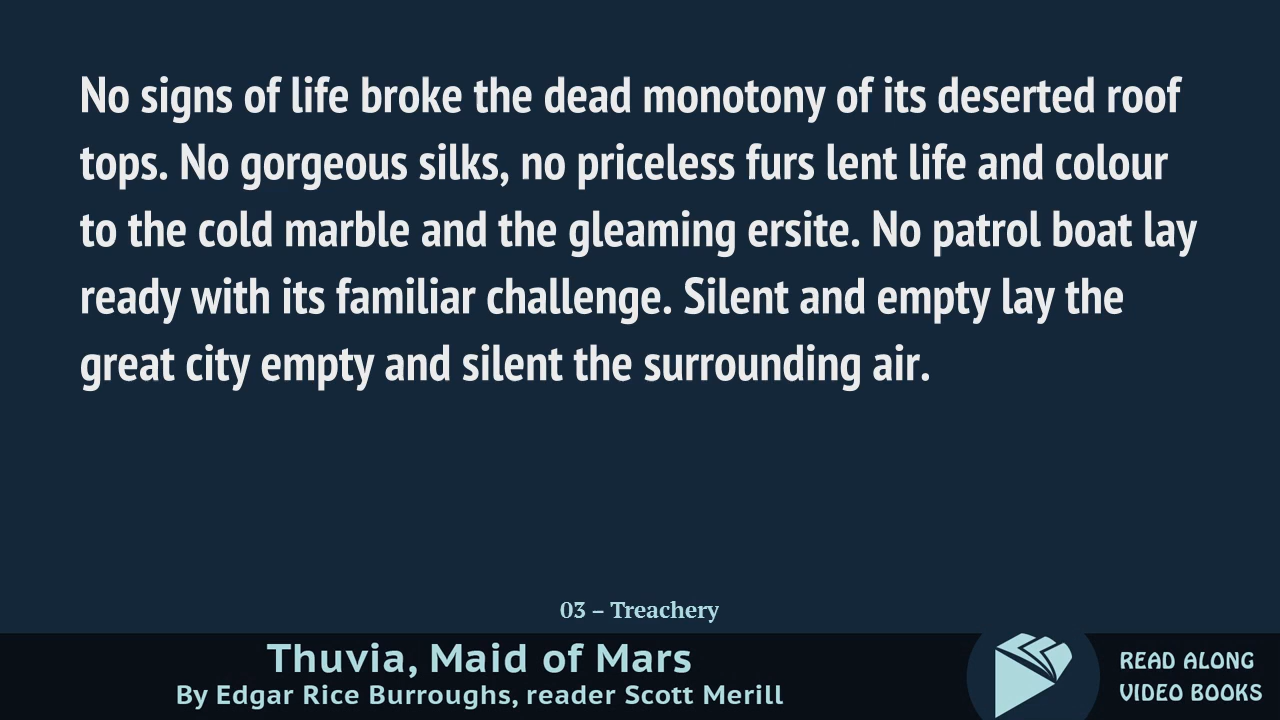 No signs of life broke the dead monotony of its deserted roof
tops. No gorgeous silks, no priceless furs lent life and colour
to the cold marble and the gleaming ersite. No patrol boat lay
ready with its familiar challenge. Silent and empty lay the
great city empty and silent the surrounding air.
03 – Treachery
Thuvia, Maid of Mars
By Edgar Rice Burroughs, reader Scott Merill
READ ALONG
VIDEO BOOKS